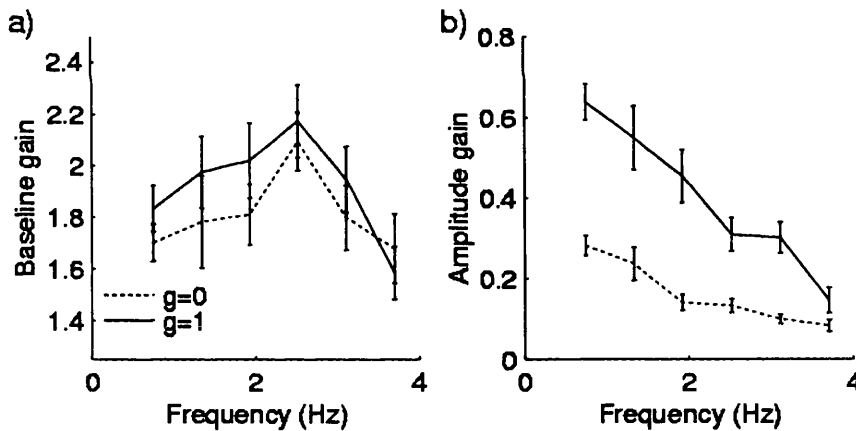 a)
Baseline gain
2.4
2.2
2
1.8
1.6
1.4
g=0
g=1
0
2
4
Frequency (Hz)
b)
Amplitude gain
0.8
0.6
0.4
0.2
0
0
2
4
Frequency (Hz)